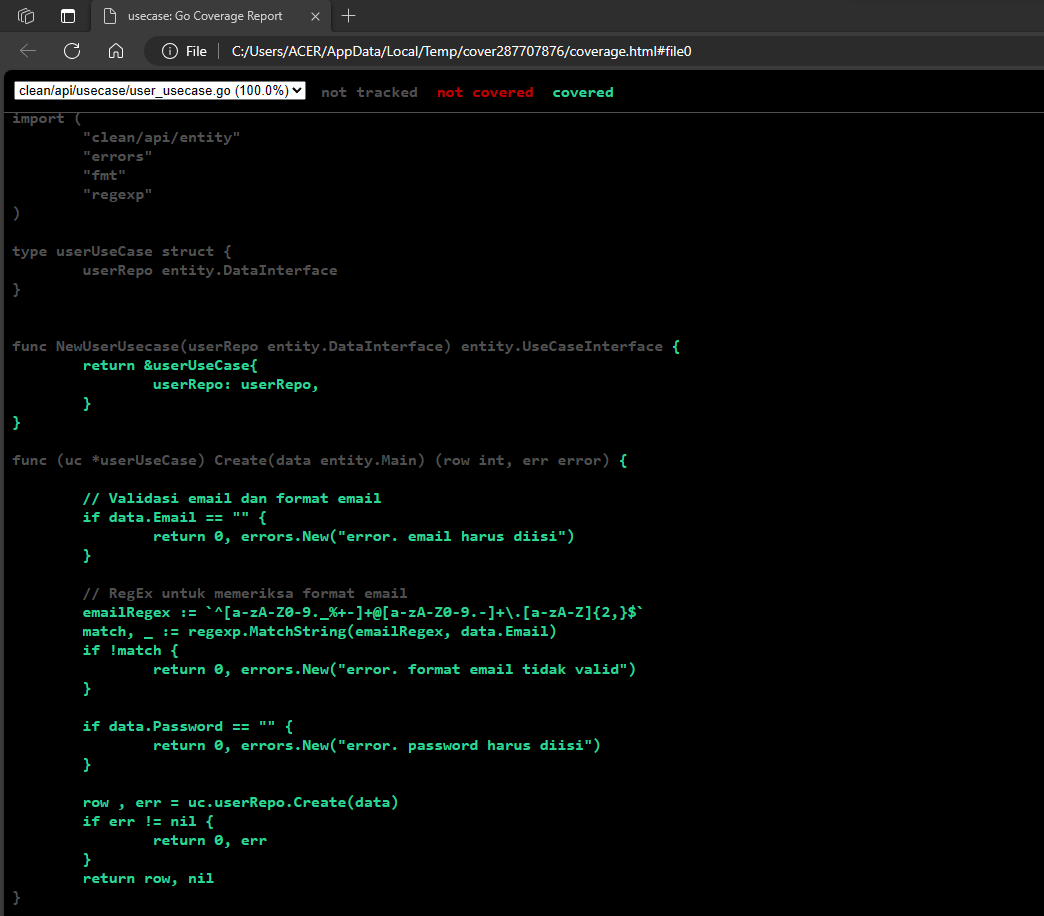 usecase: Go Coverage Report
File
C:/Users/ACER/AppData/Local/Temp/cover287707876/coverage.html#file0
clean/api/usecase/user_usecase.go (100.0%) not tracked not covered covered
import (
"clean/api/entity"
"errors"
"fmt"
"regexp"
)
type userUseCase struct {
userRepo entity.DataInterface
}
func NewUserUsecase(userRepo entity.DataInterface) entity.UseCaseInterface {
return &userUseCase{
userRepo: userRepo,
}
}
func (uc *userUseCase) Create(data entity.Main) (row int, err error) {
// Validasi email dan format email
if data.Email == "" {
return 0, errors.New("error. email harus diisi")
}
// RegEx untuk memeriksa format email
emailRegex := `^[a-zA-Z0-9._%+-]+@[a-zA-Z0-9.-]+\.[a-zA-Z]{2,}$`
match, _ := regexp.MatchString(emailRegex, data.Email)
if !match {
return 0, errors.New("error. format email tidak valid")
}
if data.Password == "" {
return 0, errors.New("error. password harus diisi")
}
row , err = uc.userRepo.Create(data)
if err != nil {
return 0, err
}
return row, nil
}